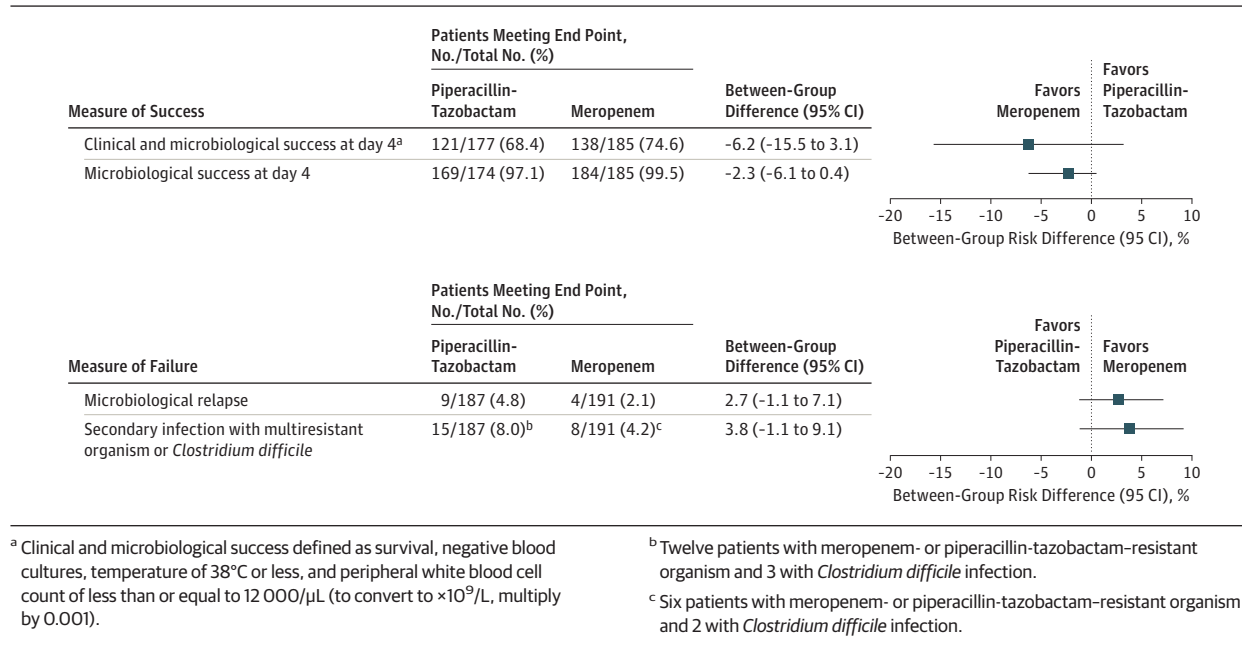 Patients Meeting End Point,
No./Total No. (%)
Measure of Success
Piperacillin-
Tazobactam
Meropenem
Between-Group
Difference (95% CI)
Favors
Meropenem
Favors
Piperacillin-
Tazobactam
Clinical and microbiological success at day 4a 121/177 (68.4) 138/185 (74.6) -6.2 (-15.5 to 3.1)
Microbiological success at day 4 169/174 (97.1) 184/185 (99.5) -2.3 (-6.1 to 0.4)
-20 -15 -10 -5 0 5 10
Between-Group Risk Difference (95 CI), %
Patients Meeting End Point,
No./Total No. (%)
Measure of Failure
Piperacillin-
Tazobactam
Meropenem
Between-Group
Difference (95% CI)
Favors
Piperacillin-
Tazobactam
Favors
Meropenem
Microbiological relapse 9/187 (4.8) 4/191 (2.1) 2.7 (-1.1 to 7.1)
Secondary infection with multiresistant 15/187 (8.0)b 8/191 (4.2)c 3.8 (-1.1 to 9.1)
organism or Clostridium difficile
-20 -15 -10 -5 0 5 10
Between-Group Risk Difference (95 CI), %
a Clinical and microbiological success defined as survival, negative blood
cultures, temperature of 38°C or less, and peripheral white blood cell
count of less than or equal to 12 000/μL (to convert to ×10⁹/L, multiply
by 0.001).
b Twelve patients with meropenem- or piperacillin-tazobactam–resistant
organism and 3 with Clostridium difficile infection.
c Six patients with meropenem- or piperacillin-tazobactam–resistant organism
and 2 with Clostridium difficile infection.